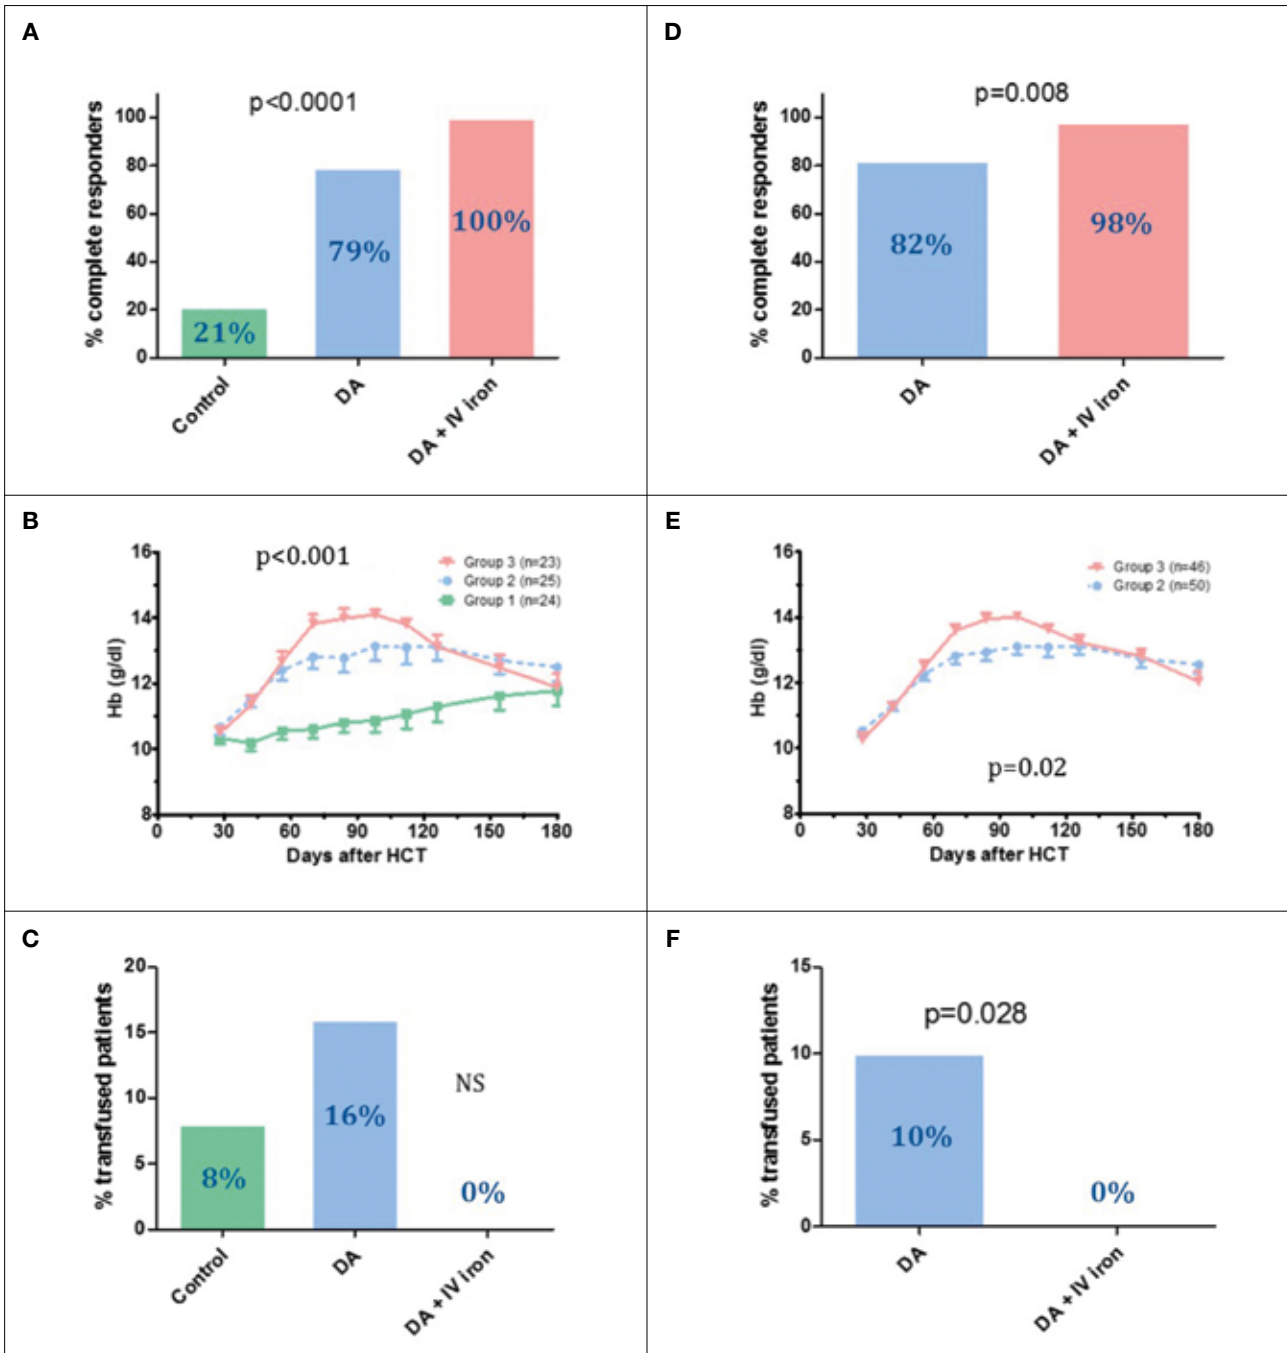 A
p<0.0001
% complete responders
100
80
60
40
20
0
21%
79%
100%
Control
DA
DA + IV iron
D
p=0.008
% complete responders
100
80
60
40
20
0
82%
98%
DA
DA + IV iron
B
p<0.001
Group 3 (n=23)
Group 2 (n=25)
Group 1 (n=24)
Hb (g/dl)
16
14
12
10
8
0 30 60 90 120 150 180
Days after HCT
E
Group 3 (n=46)
Group 2 (n=50)
Hb (g/dl)
16
14
12
10
8
p=0.02
0 30 60 90 120 150 180
Days after HCT
C
% transfused patients
20
15
10
5
0
8%
16%
NS
0%
Control
DA
DA + IV iron
F
p=0.028
% transfused patients
15
10
5
0
10%
0%
DA
DA + IV iron